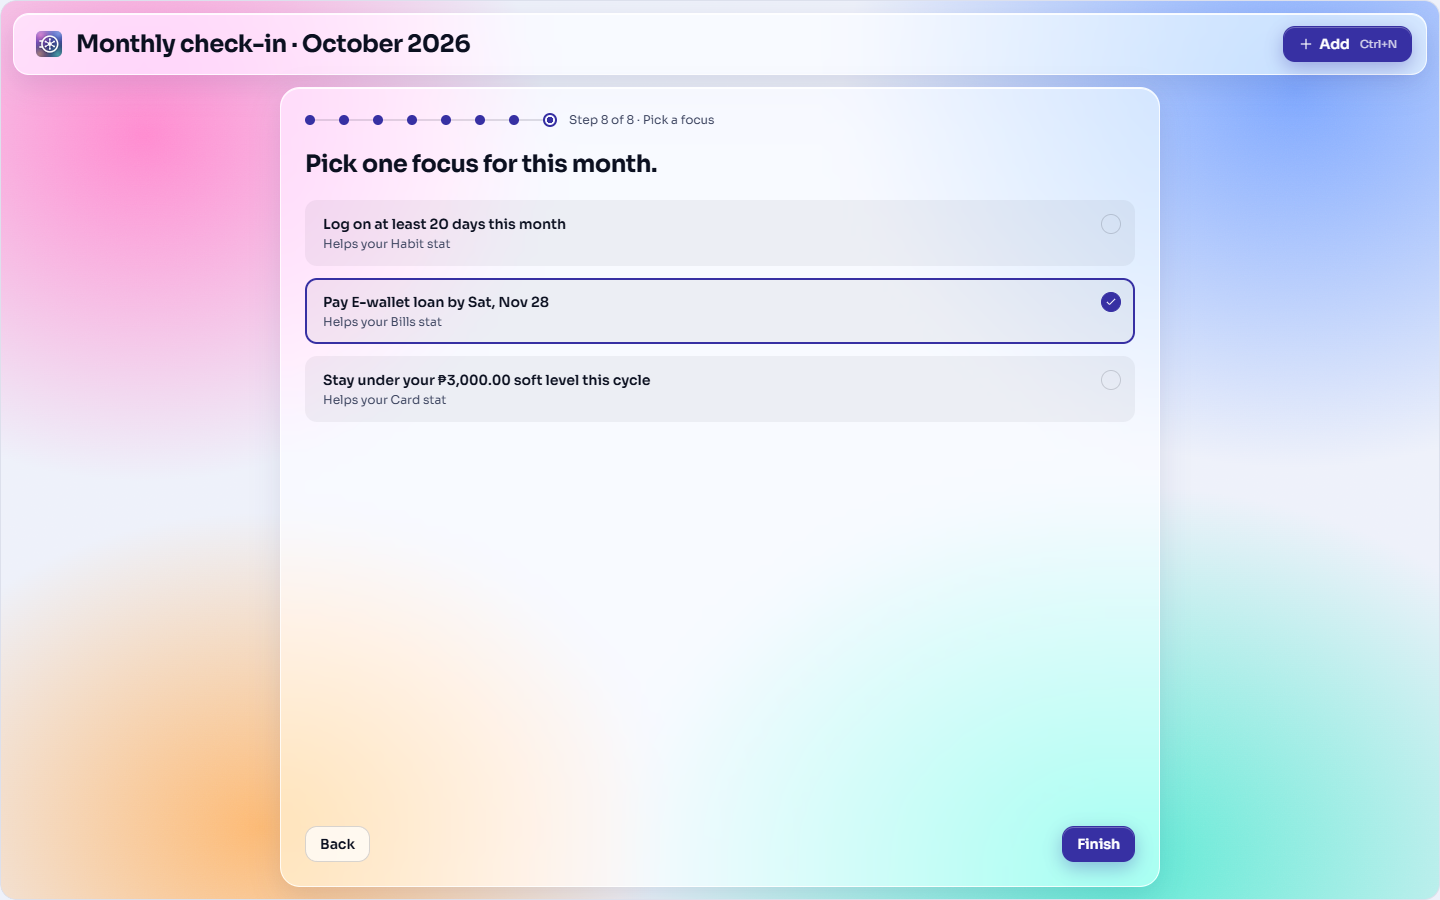 Monthly check-in · October 2026
+ Add Ctrl+N
Step 8 of 8 · Pick a focus
Pick one focus for this month.
Log on at least 20 days this month
Helps your Habit stat
Pay E-wallet loan by Sat, Nov 28
Helps your Bills stat
Stay under your ₱3,000.00 soft level this cycle
Helps your Card stat
Back
Finish